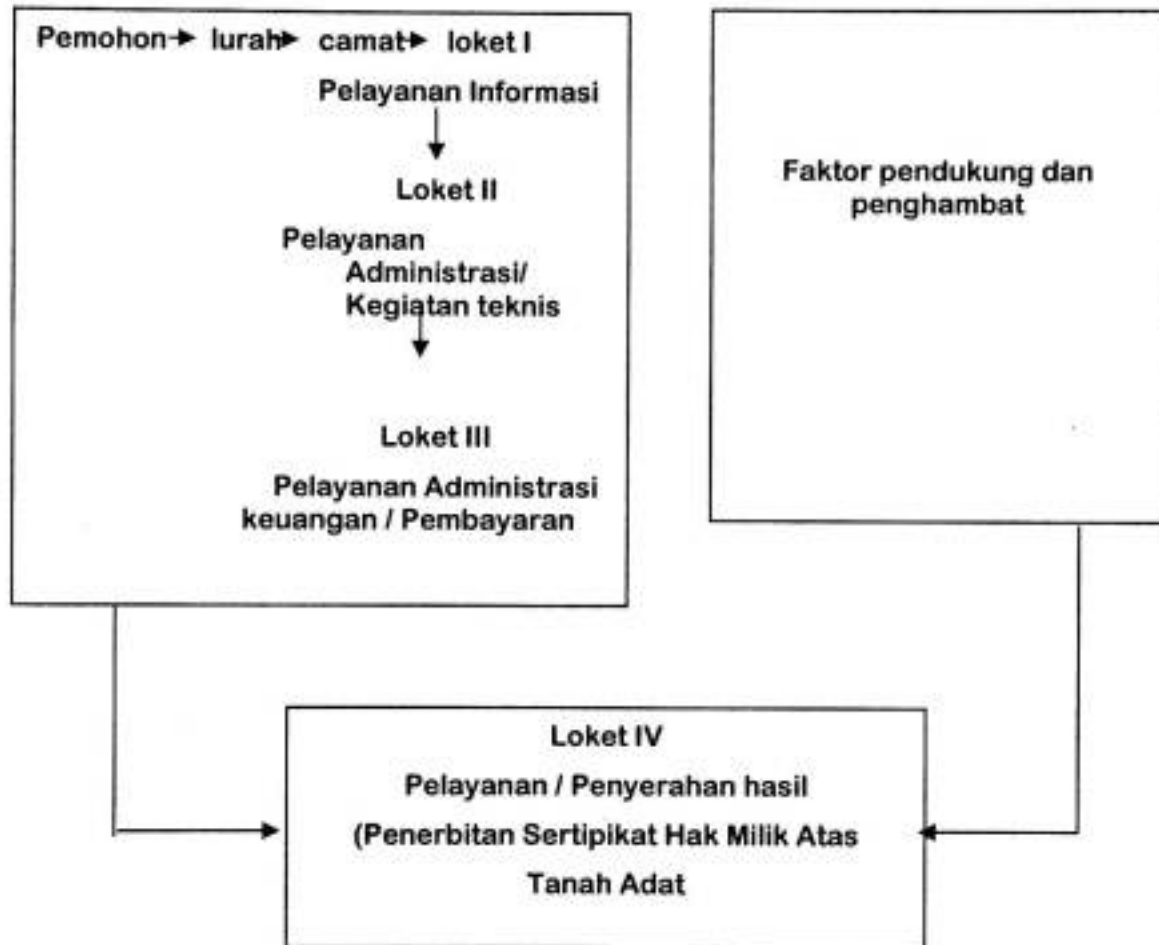 Pemohon → lurah → camat → loket I
Pelayanan Informasi
Loket II
Pelayanan
Administrasi/
Kegiatan teknis
Loket III
Pelayanan Administrasi
keuangan / Pembayaran
Faktor pendukung dan
penghambat
Loket IV
Pelayanan / Penyerahan hasil
(Penerbitan Sertipikat Hak Milik Atas
Tanah Adat